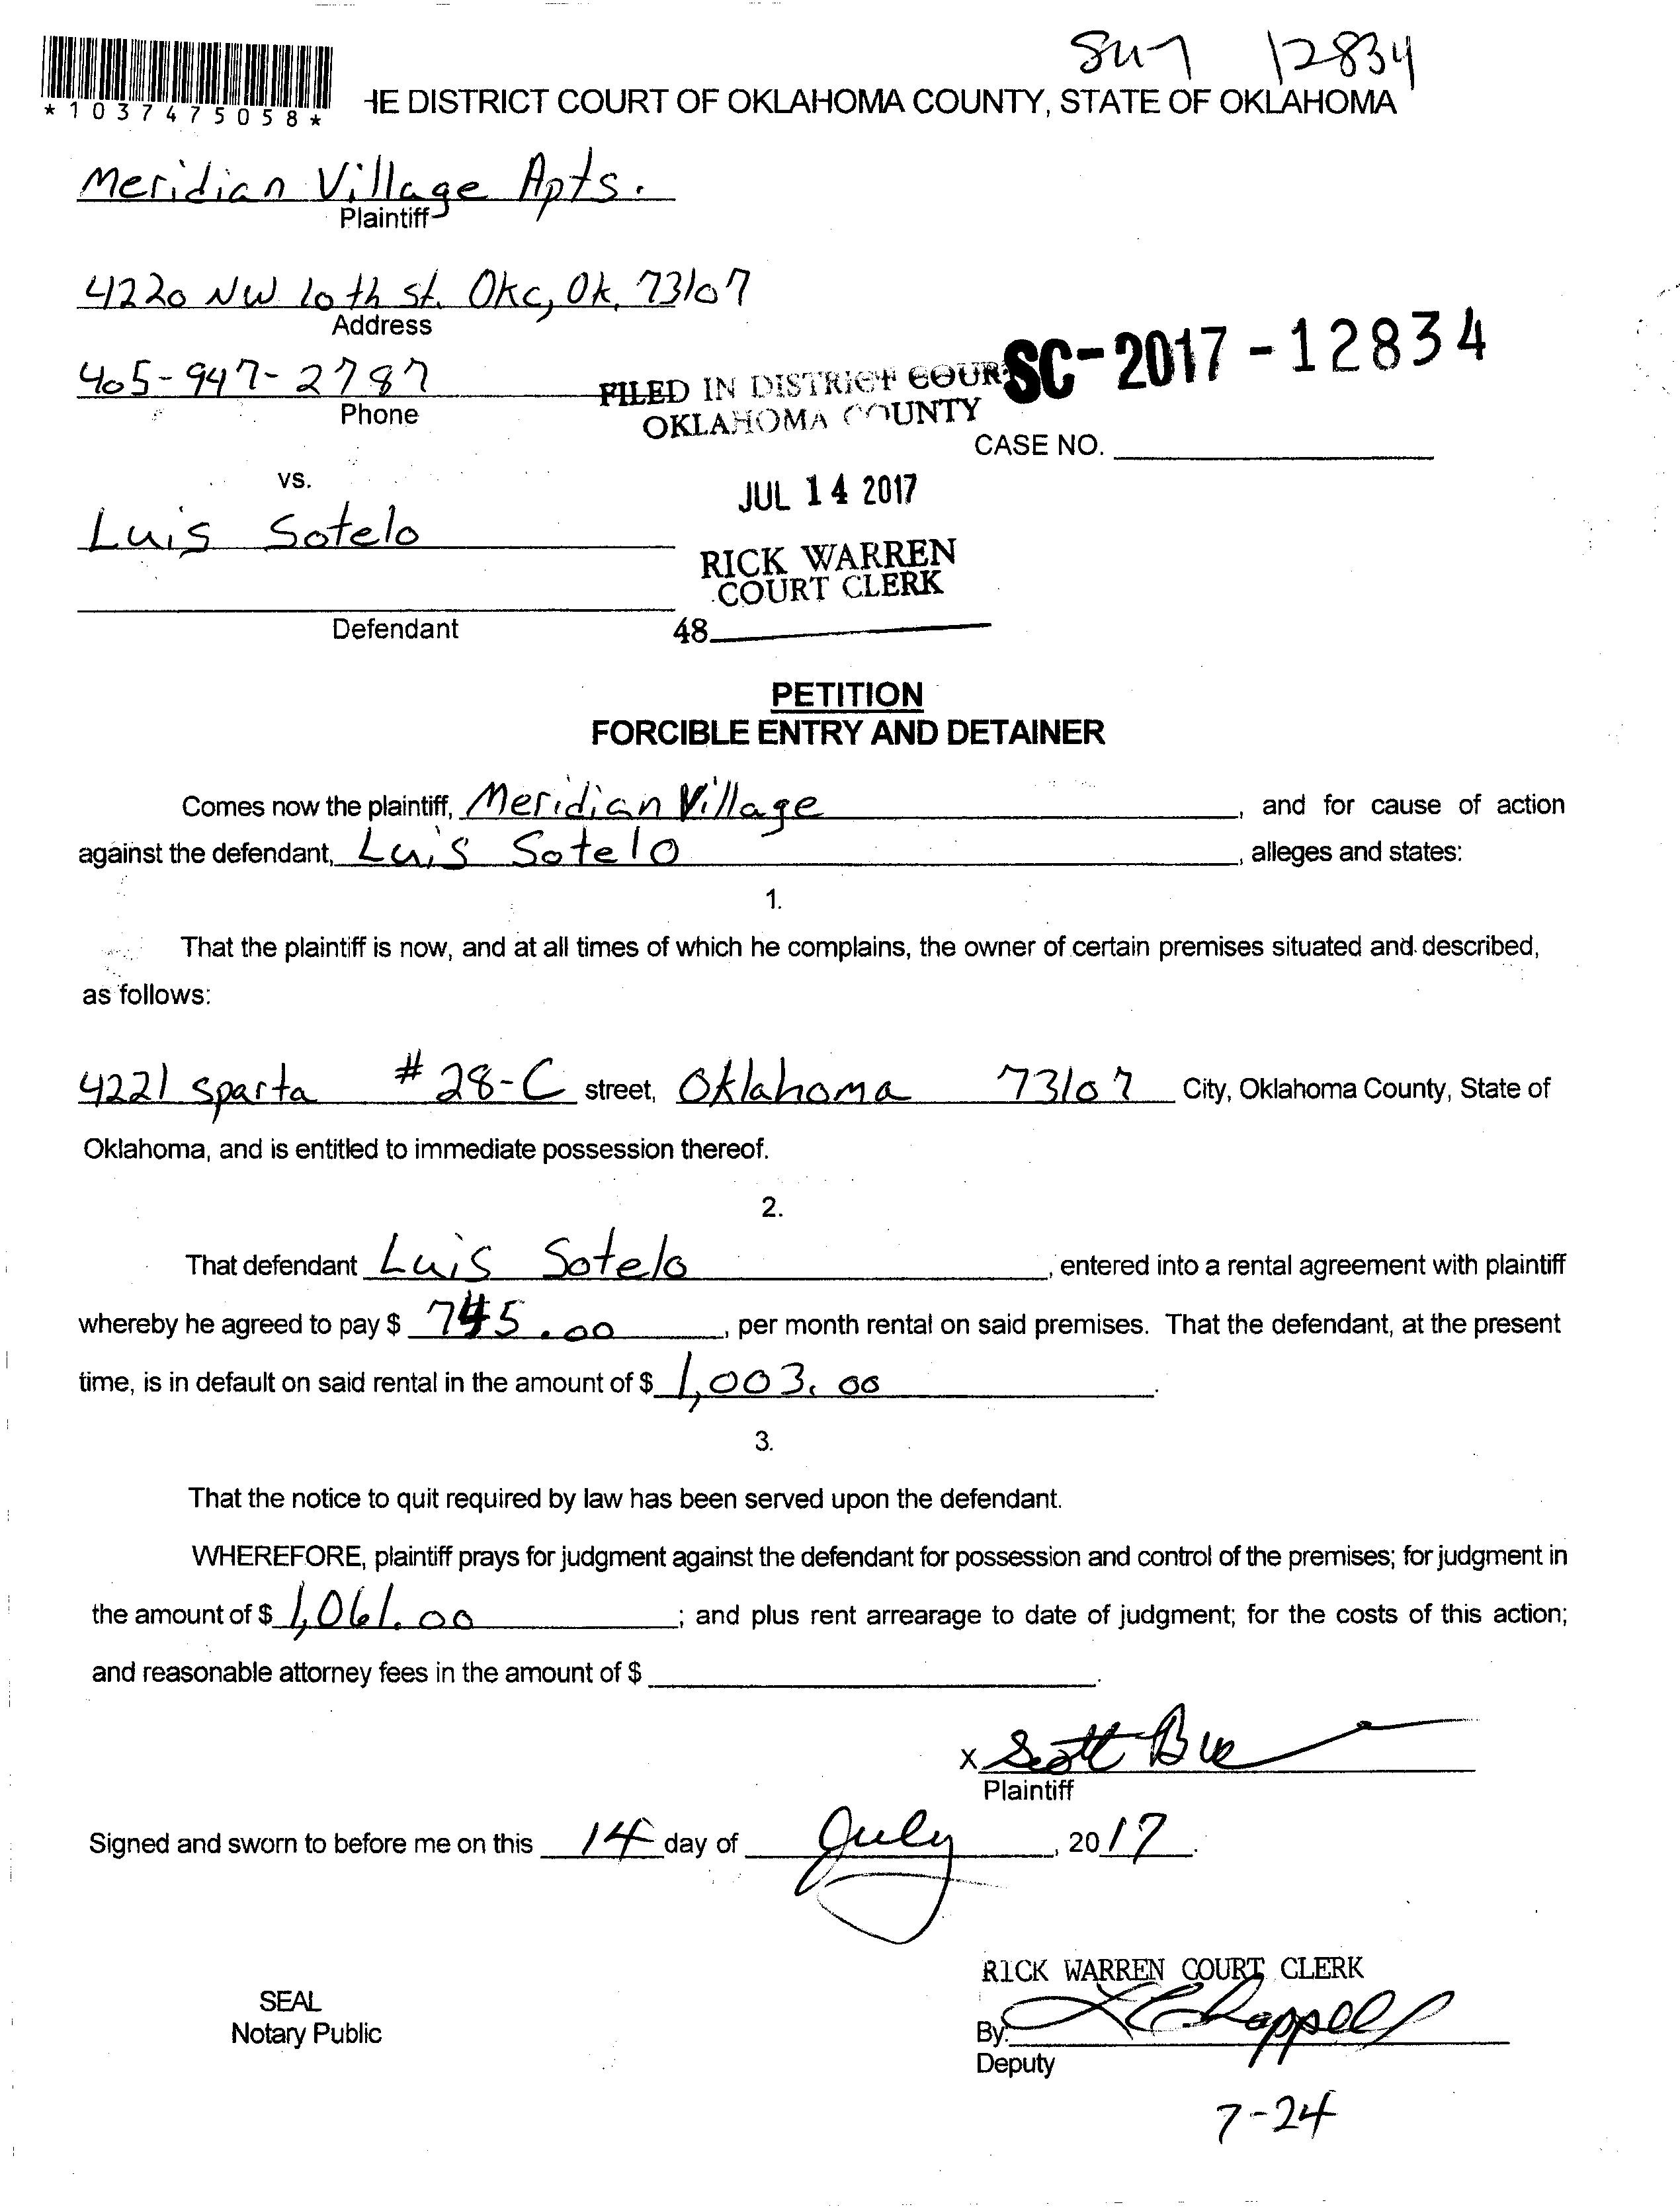 12834
*1037475058*
HE DISTRICT COURT OF OKLAHOMA COUNTY, STATE OF OKLAHOMA
Meridian Village Apts.
Plaintiff
4220 NW 10th st. Okc, Ok, 73107
Address
405-947-2787
Phone
FILED IN DISTRICT COUR
OKLAHOMA COUNTY
SC-2017-12834
CASE NO.
vs.
JUL 14 2017
Luis Sotelo
RICK WARREN
COURT CLERK
Defendant
48
PETITION
FORCIBLE ENTRY AND DETAINER
Comes now the plaintiff, Meridian Village, and for cause of action
against the defendant, Luis Sotelo, alleges and states:
1.
That the plaintiff is now, and at all times of which he complains, the owner of certain premises situated and described,
as follows:
4221 sparta #28-C street, Oklahoma 73107 City, Oklahoma County, State of
Oklahoma, and is entitled to immediate possession thereof.
2.
That defendant Luis Sotelo, entered into a rental agreement with plaintiff
whereby he agreed to pay $ 745.00, per month rental on said premises. That the defendant, at the present
time, is in default on said rental in the amount of $ 1,003.00.
3.
That the notice to quit required by law has been served upon the defendant.
WHEREFORE, plaintiff prays for judgment against the defendant for possession and control of the premises; for judgment in
the amount of $ 1,061.00; and plus rent arrearage to date of judgment; for the costs of this action;
and reasonable attorney fees in the amount of $ .
X Scott
Plaintiff
Signed and sworn to before me on this 14 day of July, 2017.
RICK WARREN COURT CLERK
SEAL
Notary Public
By: Chappell
Deputy
7-24